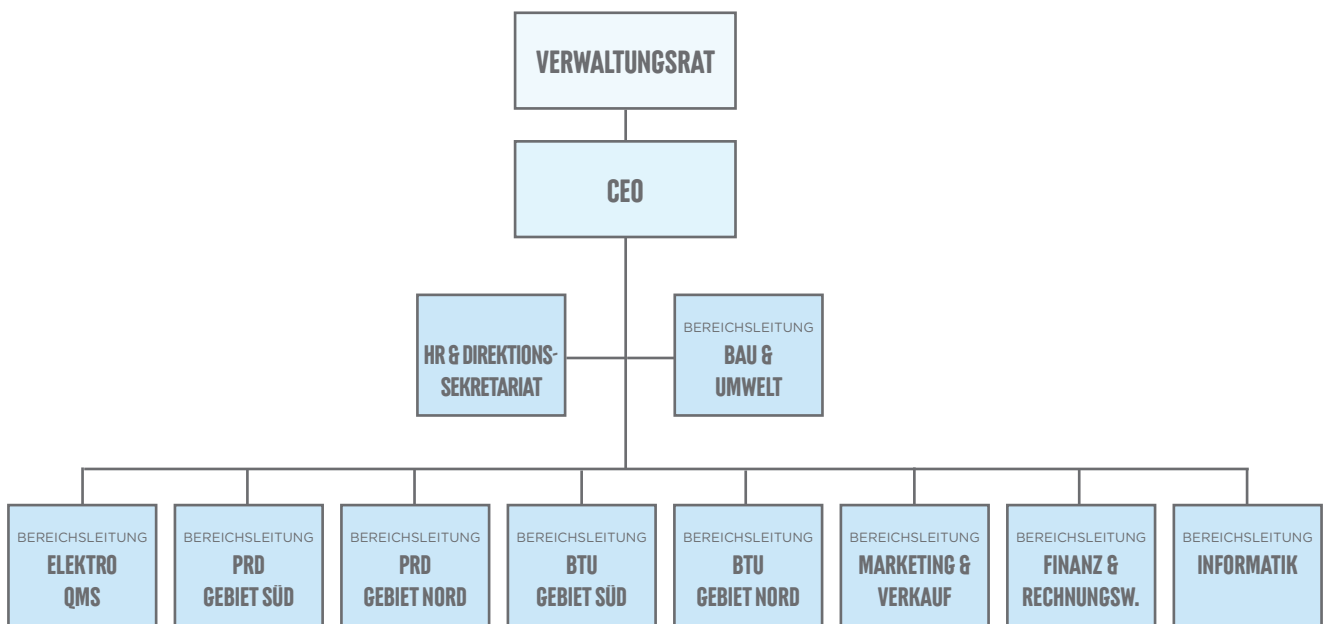 VERWALTUNGSRAT
CEO
HR & DIREKTIONS-
SEKRETARIAT
BEREICHSLEITUNG
BAU &
UMWELT
BEREICHSLEITUNG
ELEKTRO
QMS
BEREICHSLEITUNG
PRD
GEBIET SÜD
BEREICHSLEITUNG
PRD
GEBIET NORD
BEREICHSLEITUNG
BTU
GEBIET SÜD
BEREICHSLEITUNG
BTU
GEBIET NORD
BEREICHSLEITUNG
MARKETING &
VERKAUF
BEREICHSLEITUNG
FINANZ &
RECHNUNGSW.
BEREICHSLEITUNG
INFORMATIK